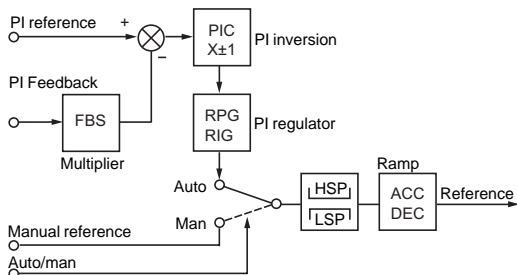 PI reference
+
−
PIC
X±1
PI inversion
PI Feedback
FBS
Multiplier
RPG
RIG
PI regulator
Auto
Man
HSP
LSP
Ramp
ACC
DEC
Reference
Manual reference
Auto/man